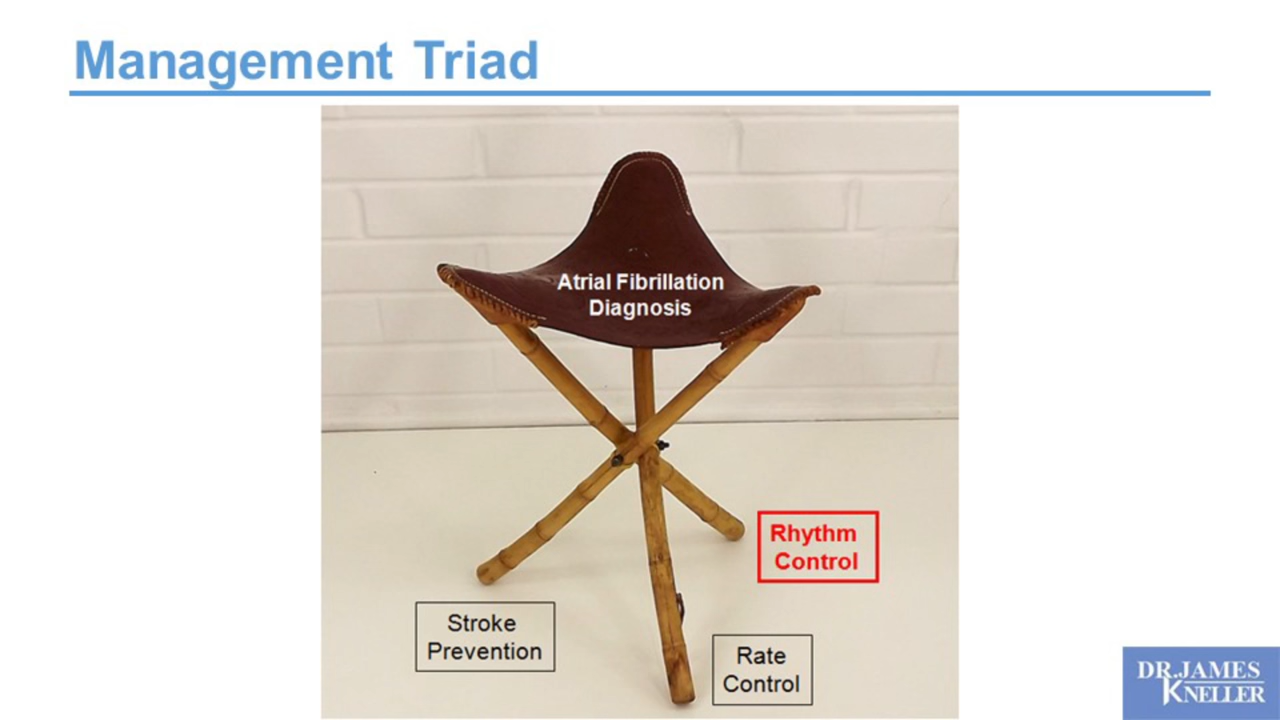 Management Triad
Atrial Fibrillation
Diagnosis
Rhythm
Control
Stroke
Prevention
Rate
Control
DR.JAMES
KNELLER